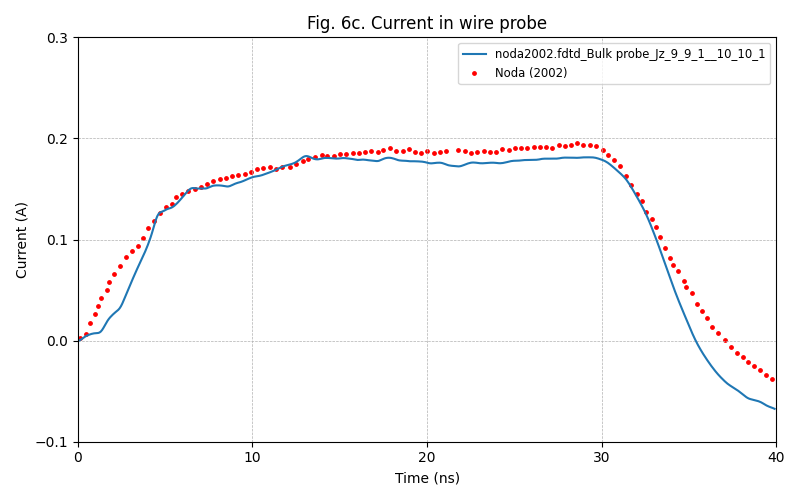 Fig. 6c. Current in wire probe
noda2002.fdtd_Bulk probe_Jz_9_9_1__10_10_1
Noda (2002)
0.3
0.2
0.1
0.0
−0.1
Current (A)
0
10
20
30
40
Time (ns)